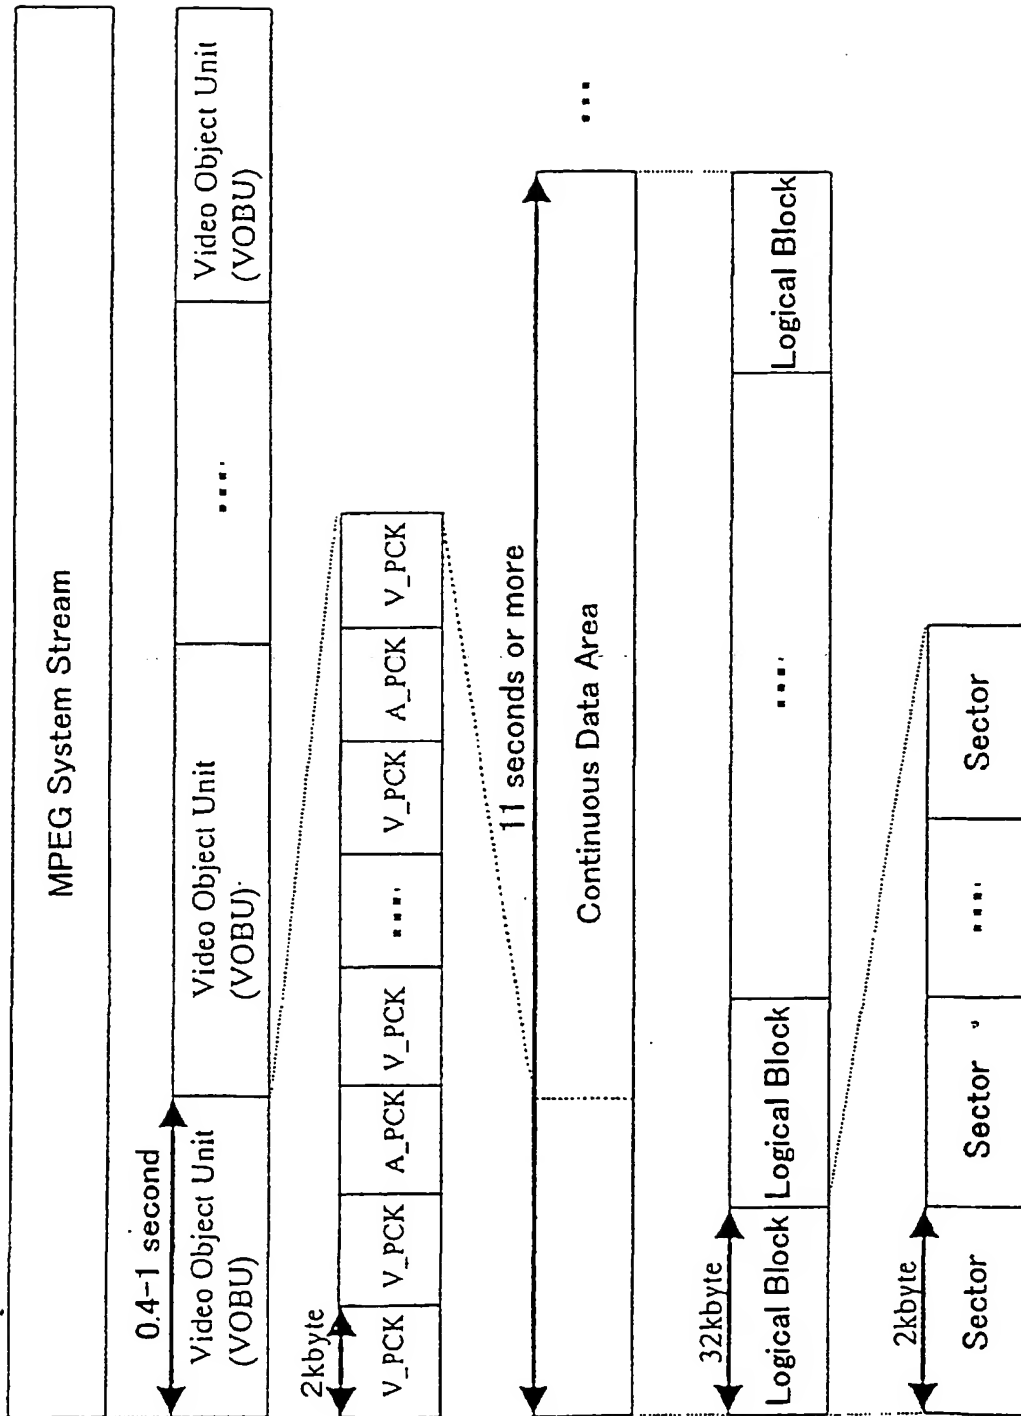 MPEG System Stream
0.4-1 second
Video Object Unit
(VOBU)
Video Object Unit
(VOBU)
....
Video Object Unit
(VOBU)
2kbyte
V_PCK
V_PCK
A_PCK
V_PCK
....
V_PCK
A_PCK
V_PCK
11 seconds or more
Continuous Data Area
...
32kbyte
Logical Block
Logical Block
....
Logical Block
2kbyte
Sector
Sector
....
Sector